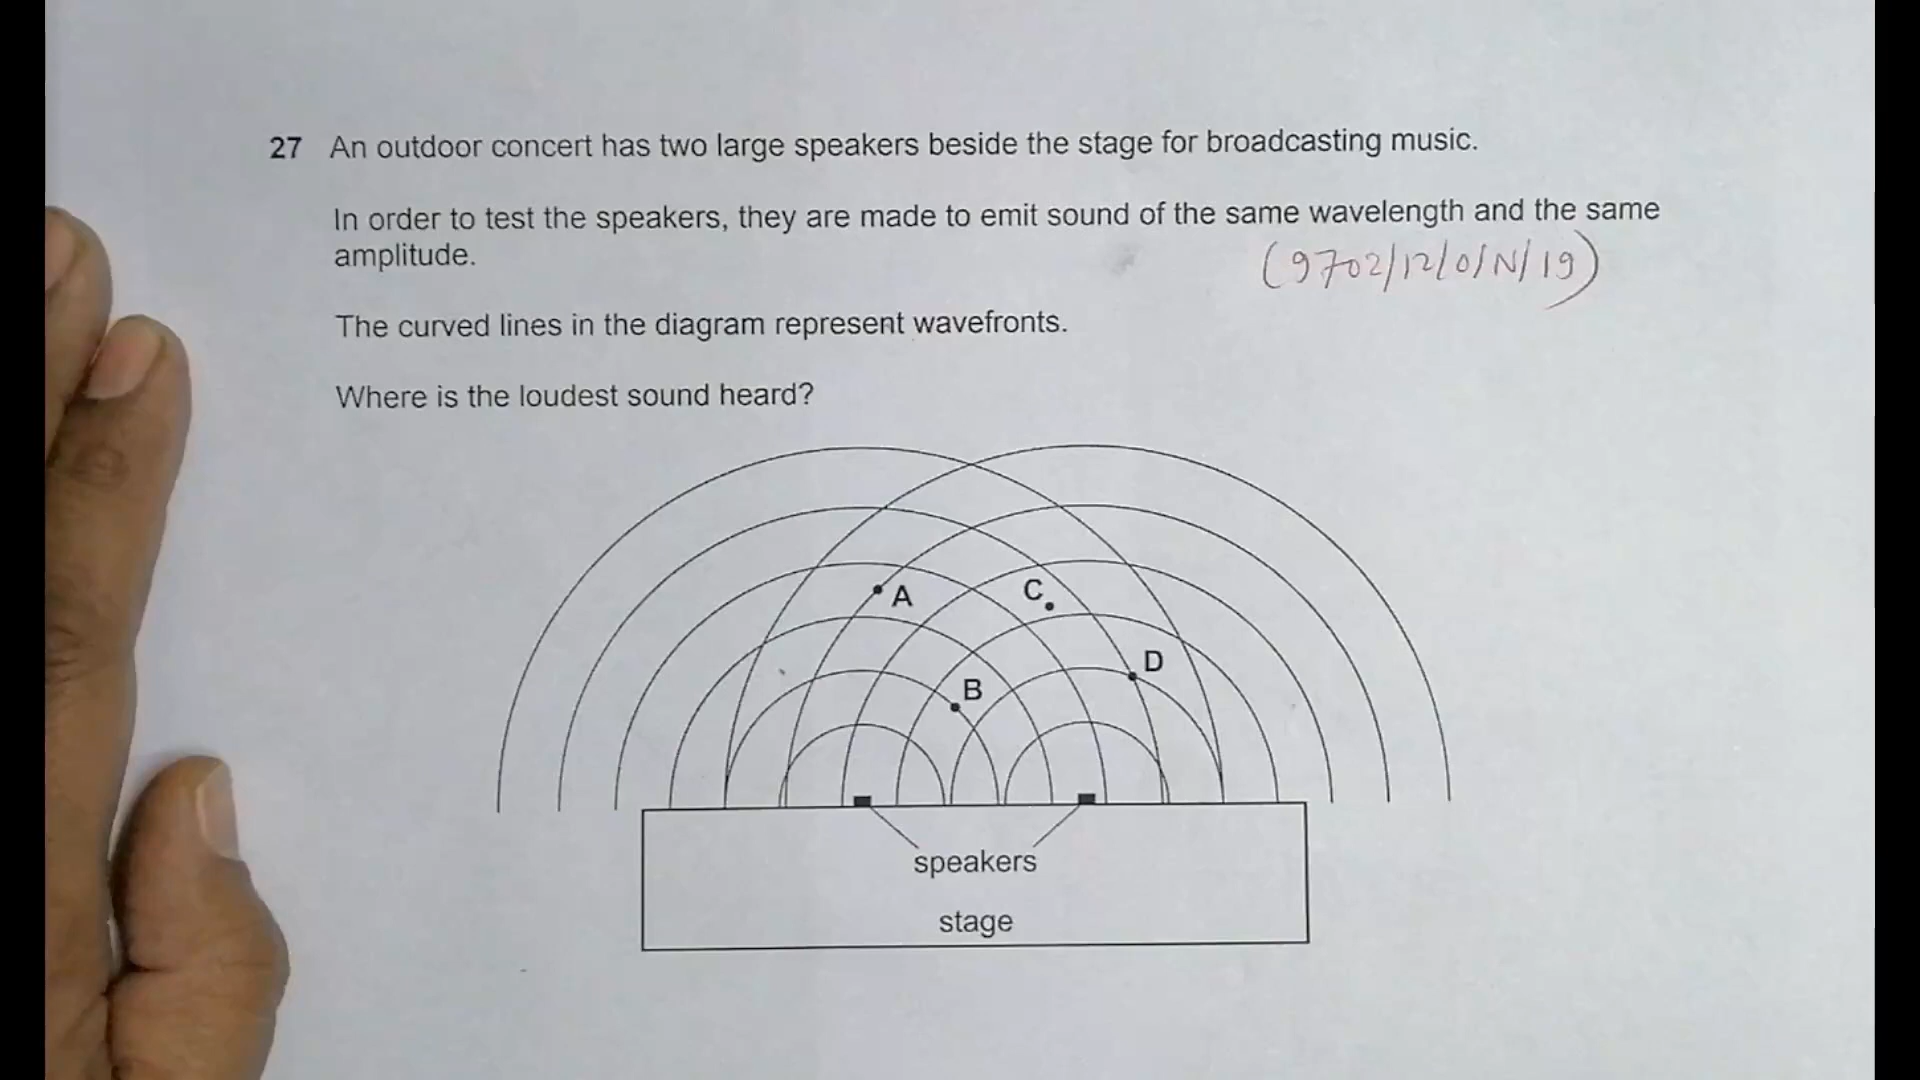 27 An outdoor concert has two large speakers beside the stage for broadcasting music.
In order to test the speakers, they are made to emit sound of the same wavelength and the same
amplitude.
(9702/12/O/N/19)
The curved lines in the diagram represent wavefronts.
Where is the loudest sound heard?
A
C
D
B
speakers
stage